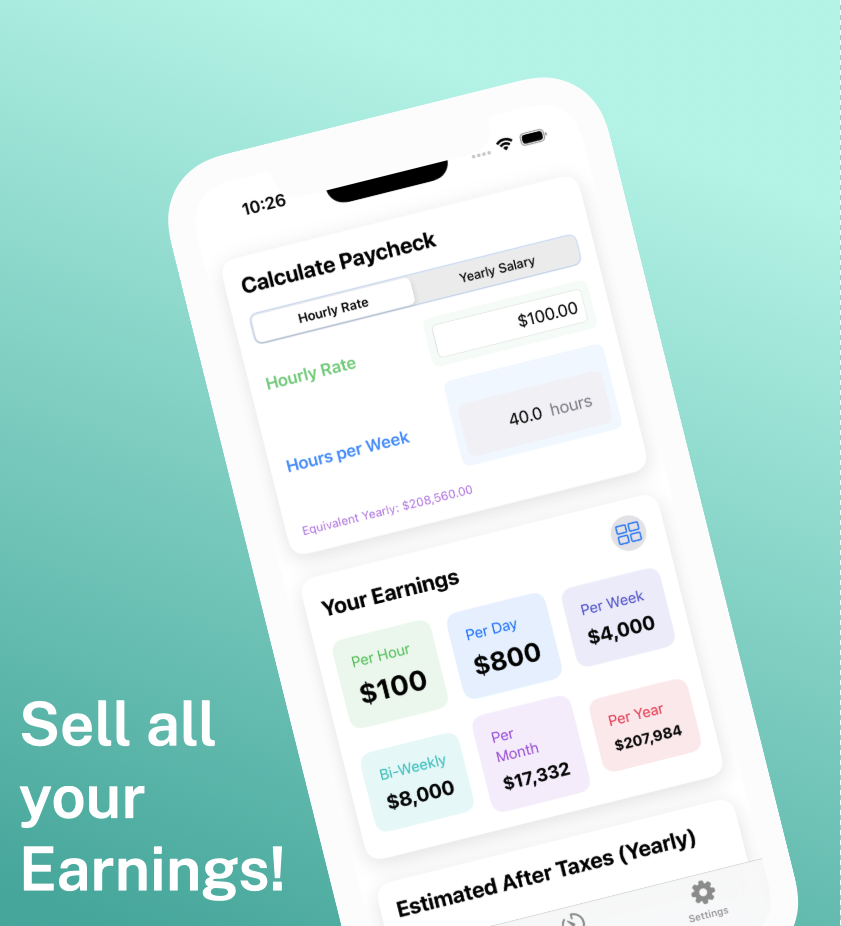 10:26
Calculate Paycheck
Hourly Rate
Yearly Salary
Hourly Rate
$100.00
Hours per Week
40.0 hours
Equivalent Yearly: $208,560.00
Your Earnings
Per Hour
$100
Per Day
$800
Per Week
$4,000
Bi-Weekly
$8,000
Per
Month
$17,332
Per Year
$207,984
Estimated After Taxes (Yearly)
Settings
Sell all
your
Earnings!